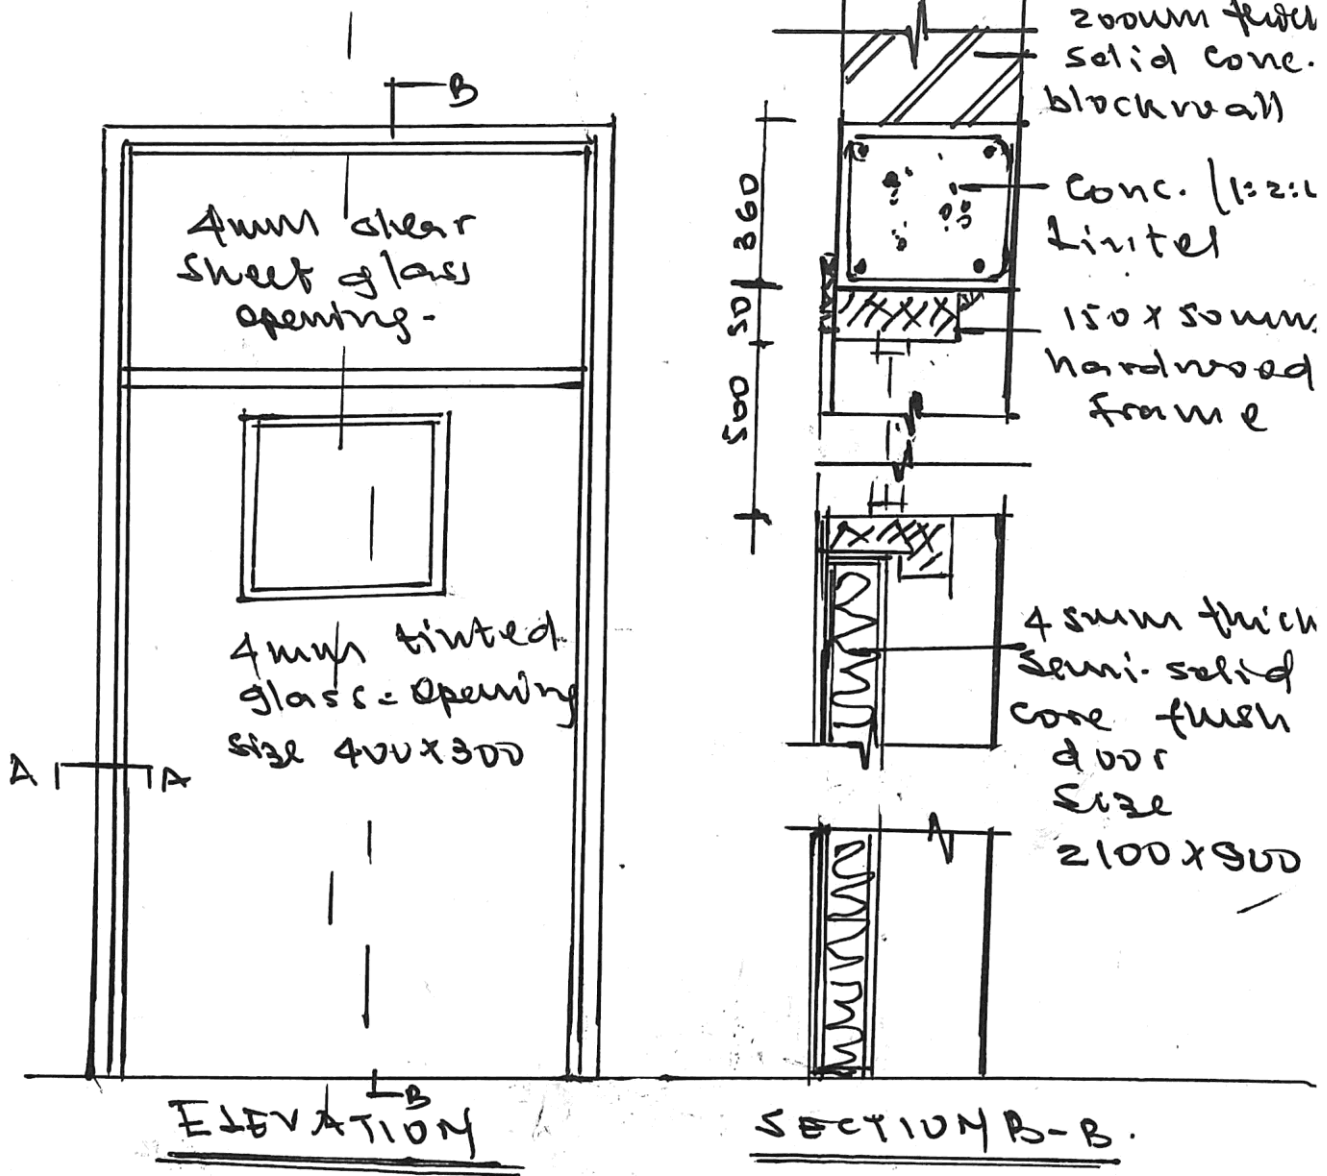 B
4mm shear
sheet glass
opening-
4mm tinted
glass = opening
size 400x300
A
A
B
ELEVATION
200mm thick
solid conc.
blockwall
360
conc. (1:2:
lintel
50
150 x 50mm
hardwood
frame
500
45mm thick
semi-solid
core flush
door
size
2100x900
SECTION B-B.